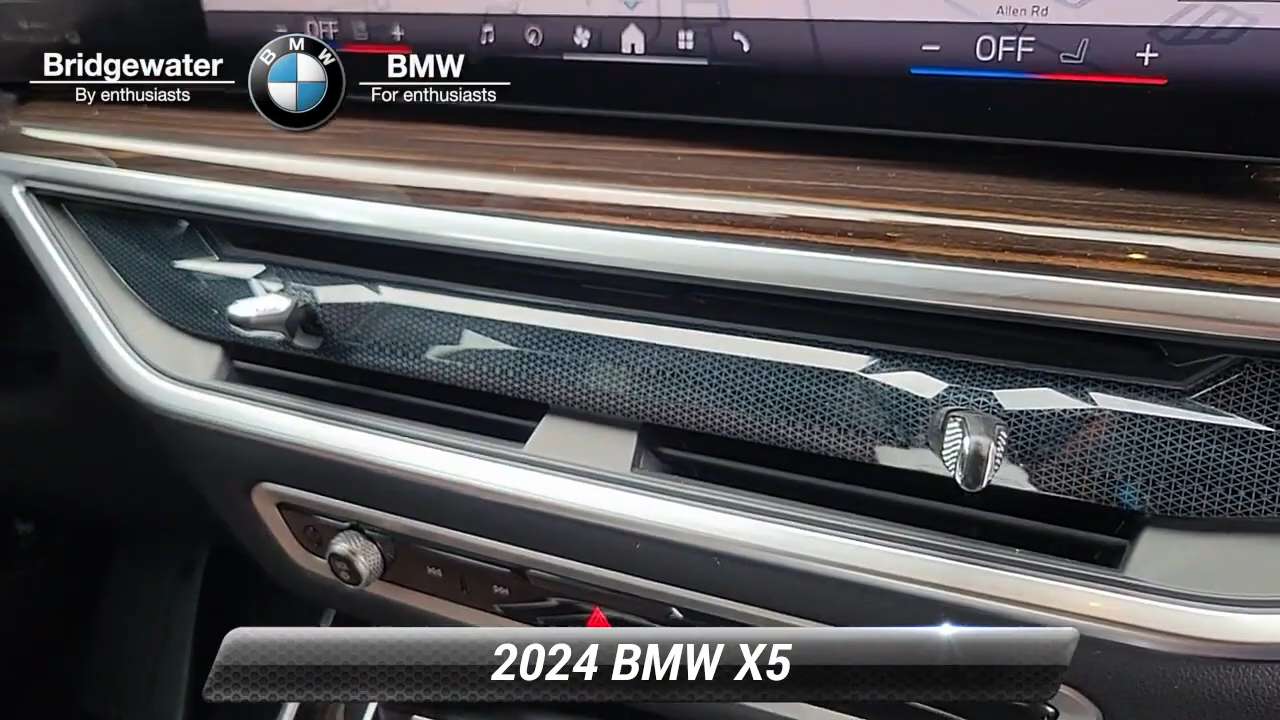 Allen Rd
- OFF +
- OFF +
Bridgewater
By enthusiasts
BMW
BMW
For enthusiasts
2024 BMW X5